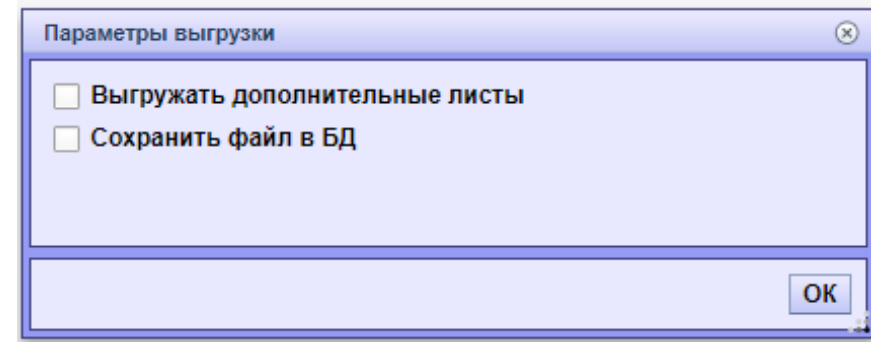 Параметры выгрузки
Выгружать дополнительные листы
Сохранить файл в БД
ОК